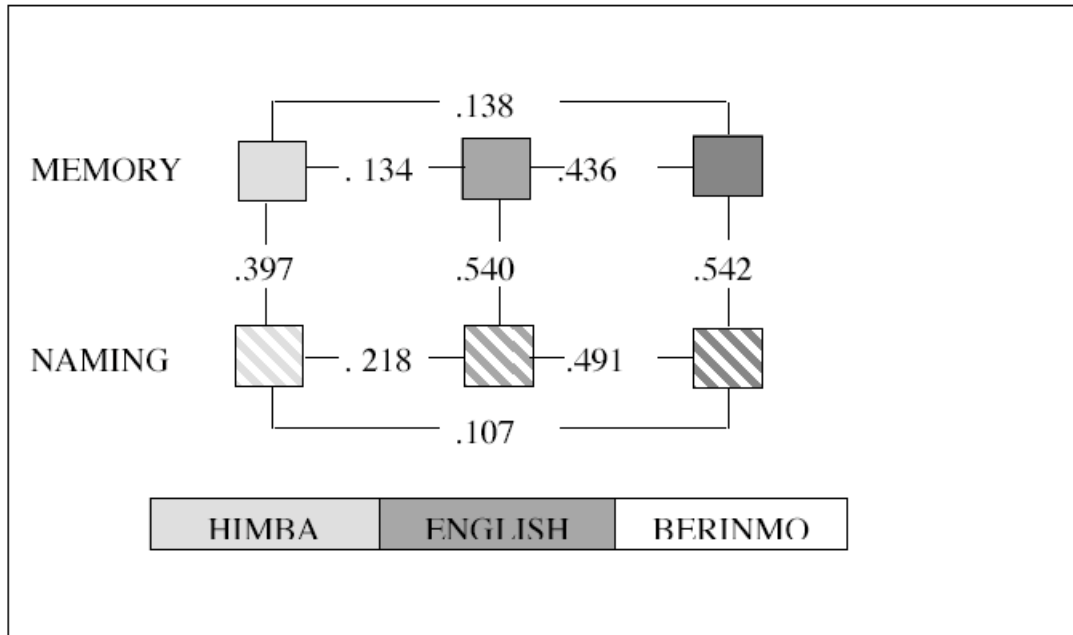 .138
MEMORY . 134 .436
.397 .540 .542
NAMING . 218 .491
.107
HIMBA ENGLISH BERINMO